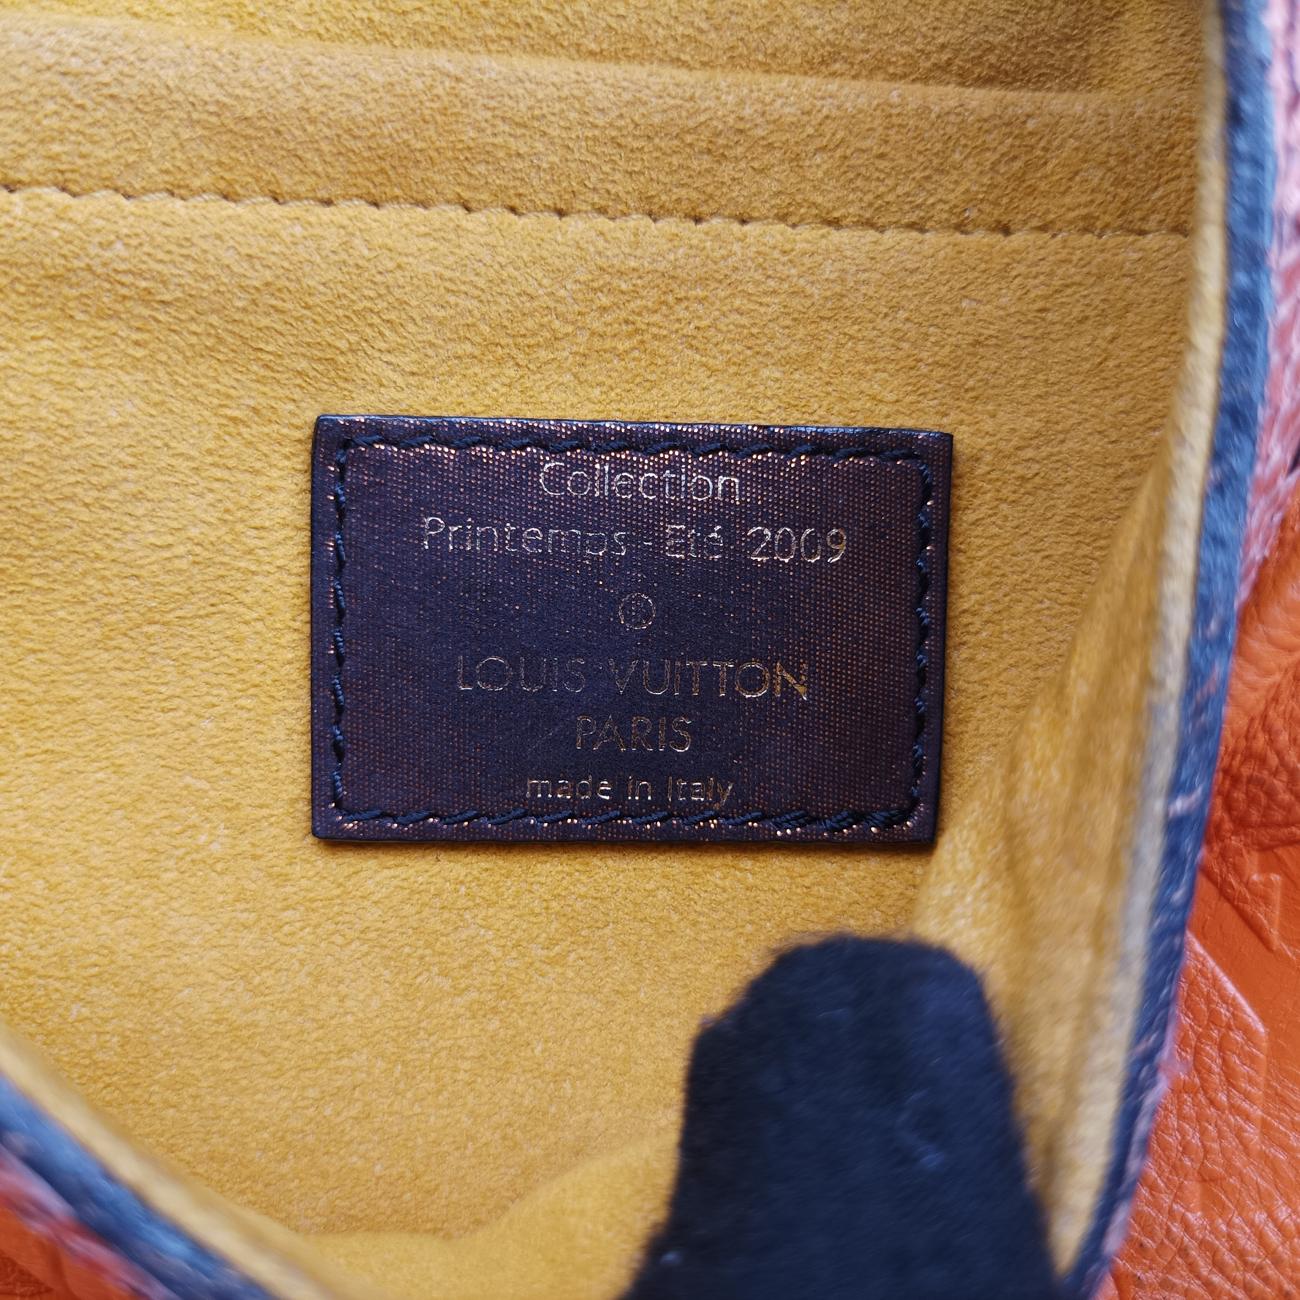 Collection
Printemps - Eté 2009
®
LOUIS VUITTON
PARIS
made in Italy